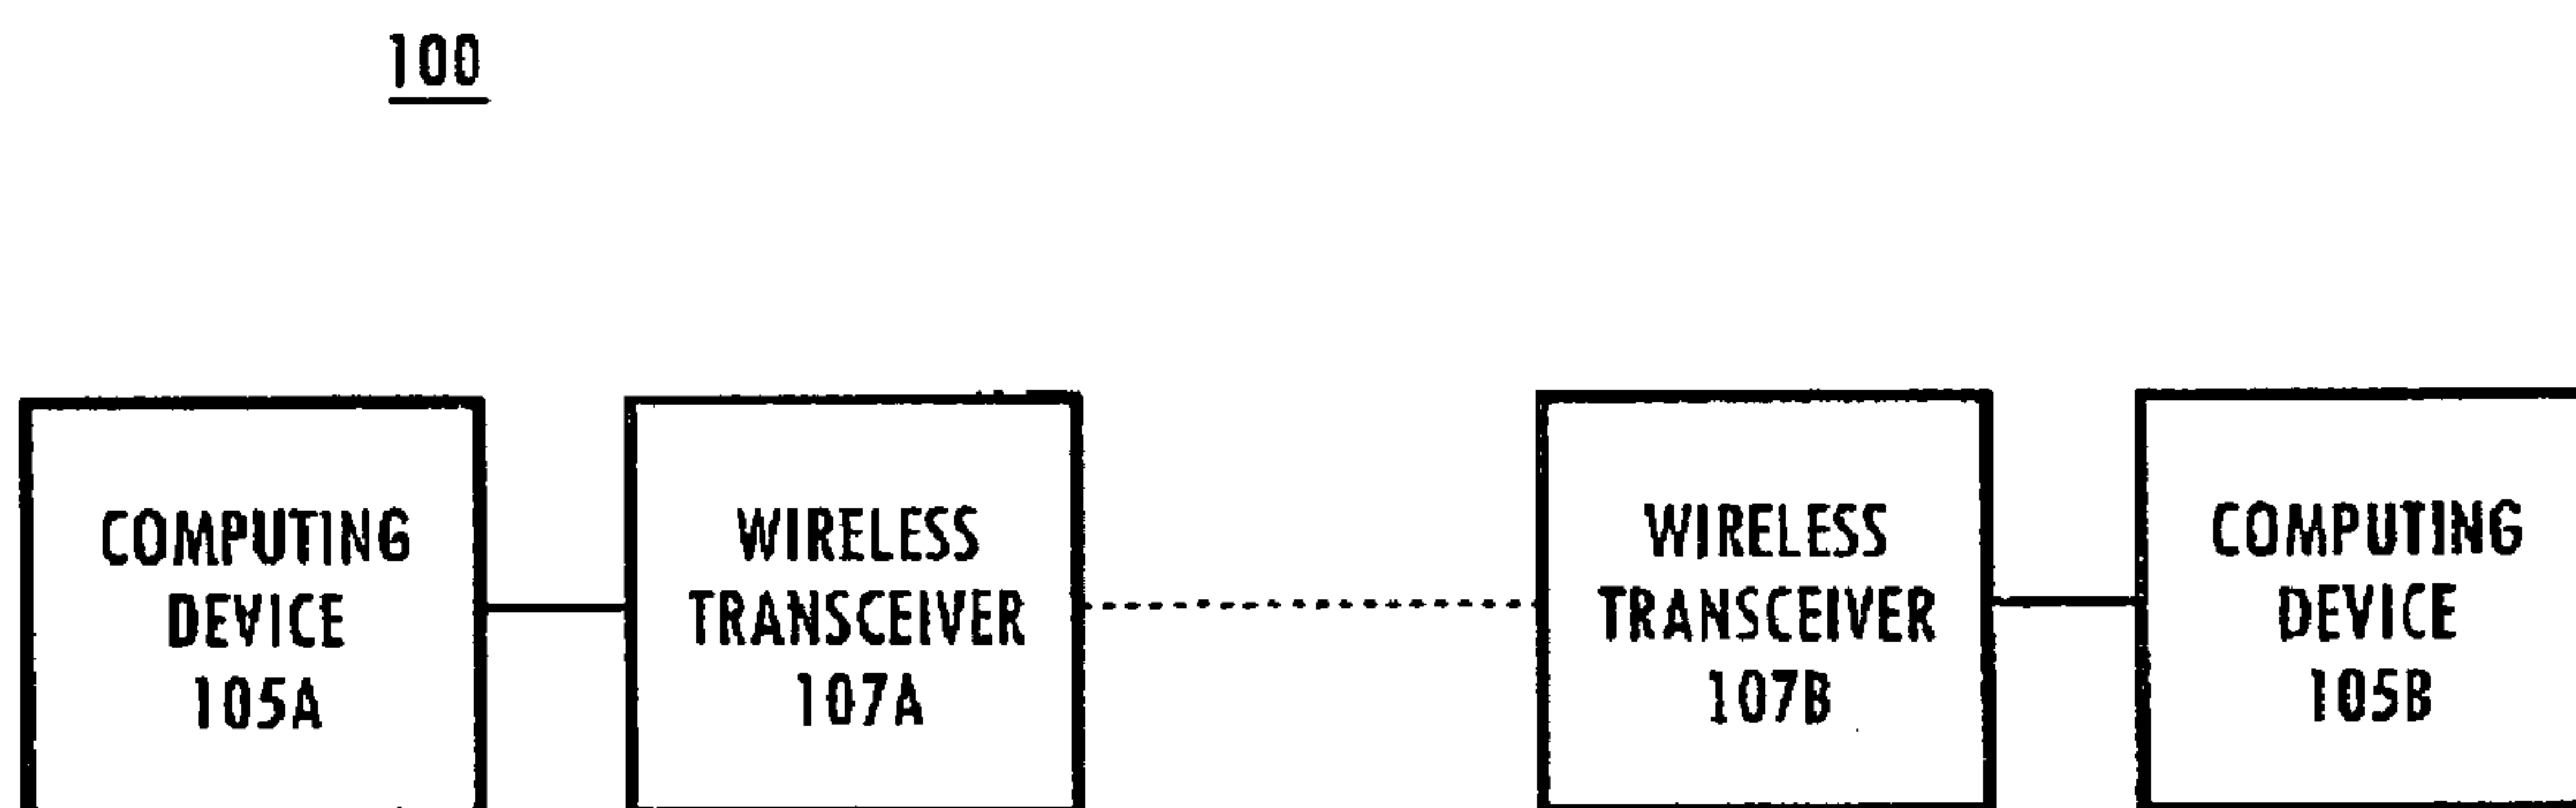 100
COMPUTING
DEVICE
105A
WIRELESS
TRANSCEIVER
107A
WIRELESS
TRANSCEIVER
107B
COMPUTING
DEVICE
105B